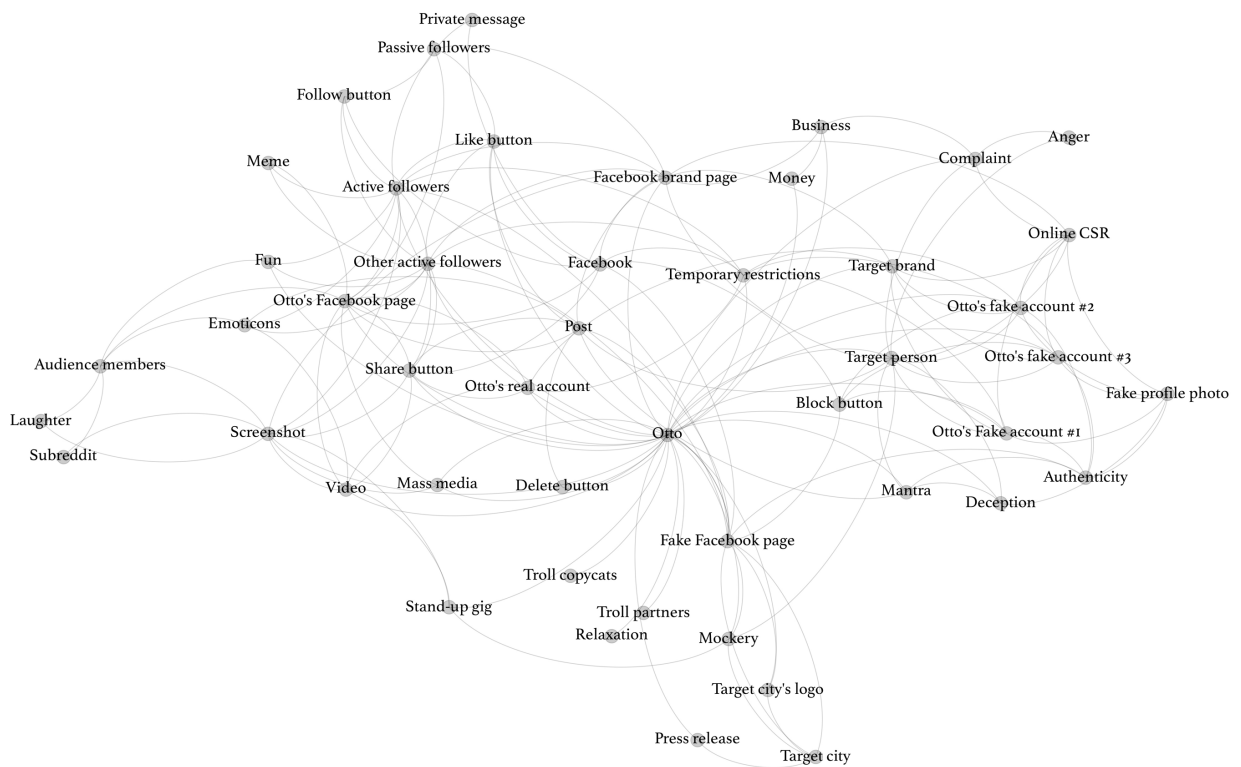 Private message
Passive followers
Follow button
Business
Anger
Like button
Complaint
Meme
Facebook brand page
Money
Active followers
Online CSR
Fun
Other active followers
Facebook
Temporary restrictions
Target brand
Otto's Facebook page
Otto's fake account #2
Emoticons
Post
Audience members
Share button
Otto's real account
Target person
Otto's fake account #3
Fake profile photo
Block button
Laughter
Screenshot
Otto
Otto's Fake account #1
Subreddit
Video
Mass media
Delete button
Mantra
Authenticity
Deception
Fake Facebook page
Troll copycats
Stand-up gig
Troll partners
Relaxation
Mockery
Target city's logo
Press release
Target city